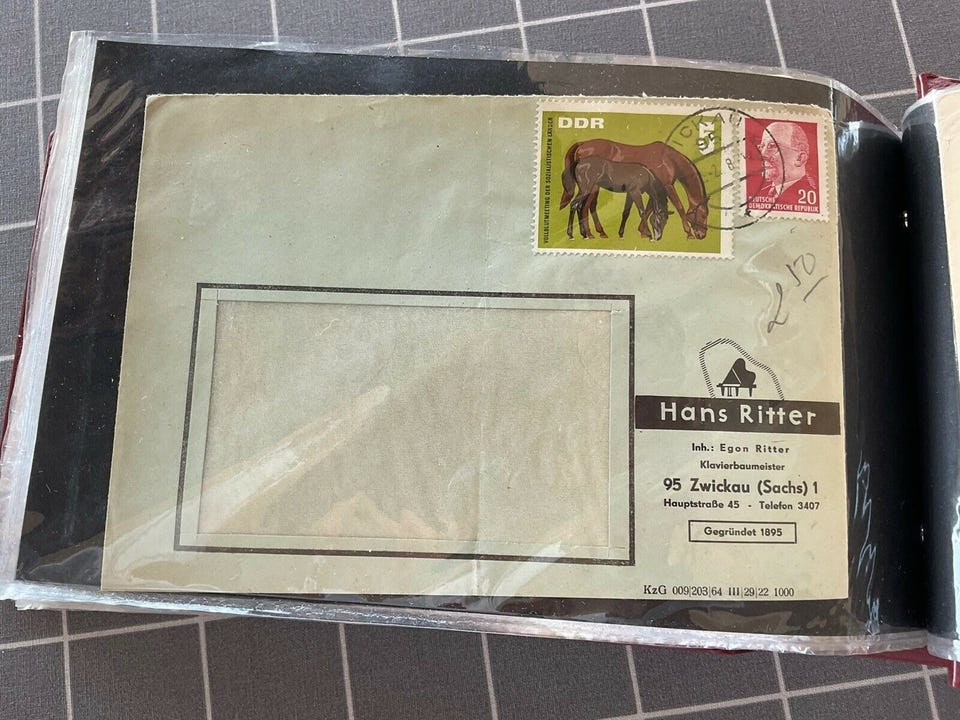 DDR
5
VOLLBLUTMEETING DER SOZIALISTISCHEN LÄNDER
20
DEUTSCHE
DEMOKRATISCHE REPUBLIK
Hans Ritter
Inh.: Egon Ritter
Klavierbaumeister
95 Zwickau (Sachs) 1
Hauptstraße 45 - Telefon 3407
Gegründet 1895
KzG 009|203|64 III|29|22 1000